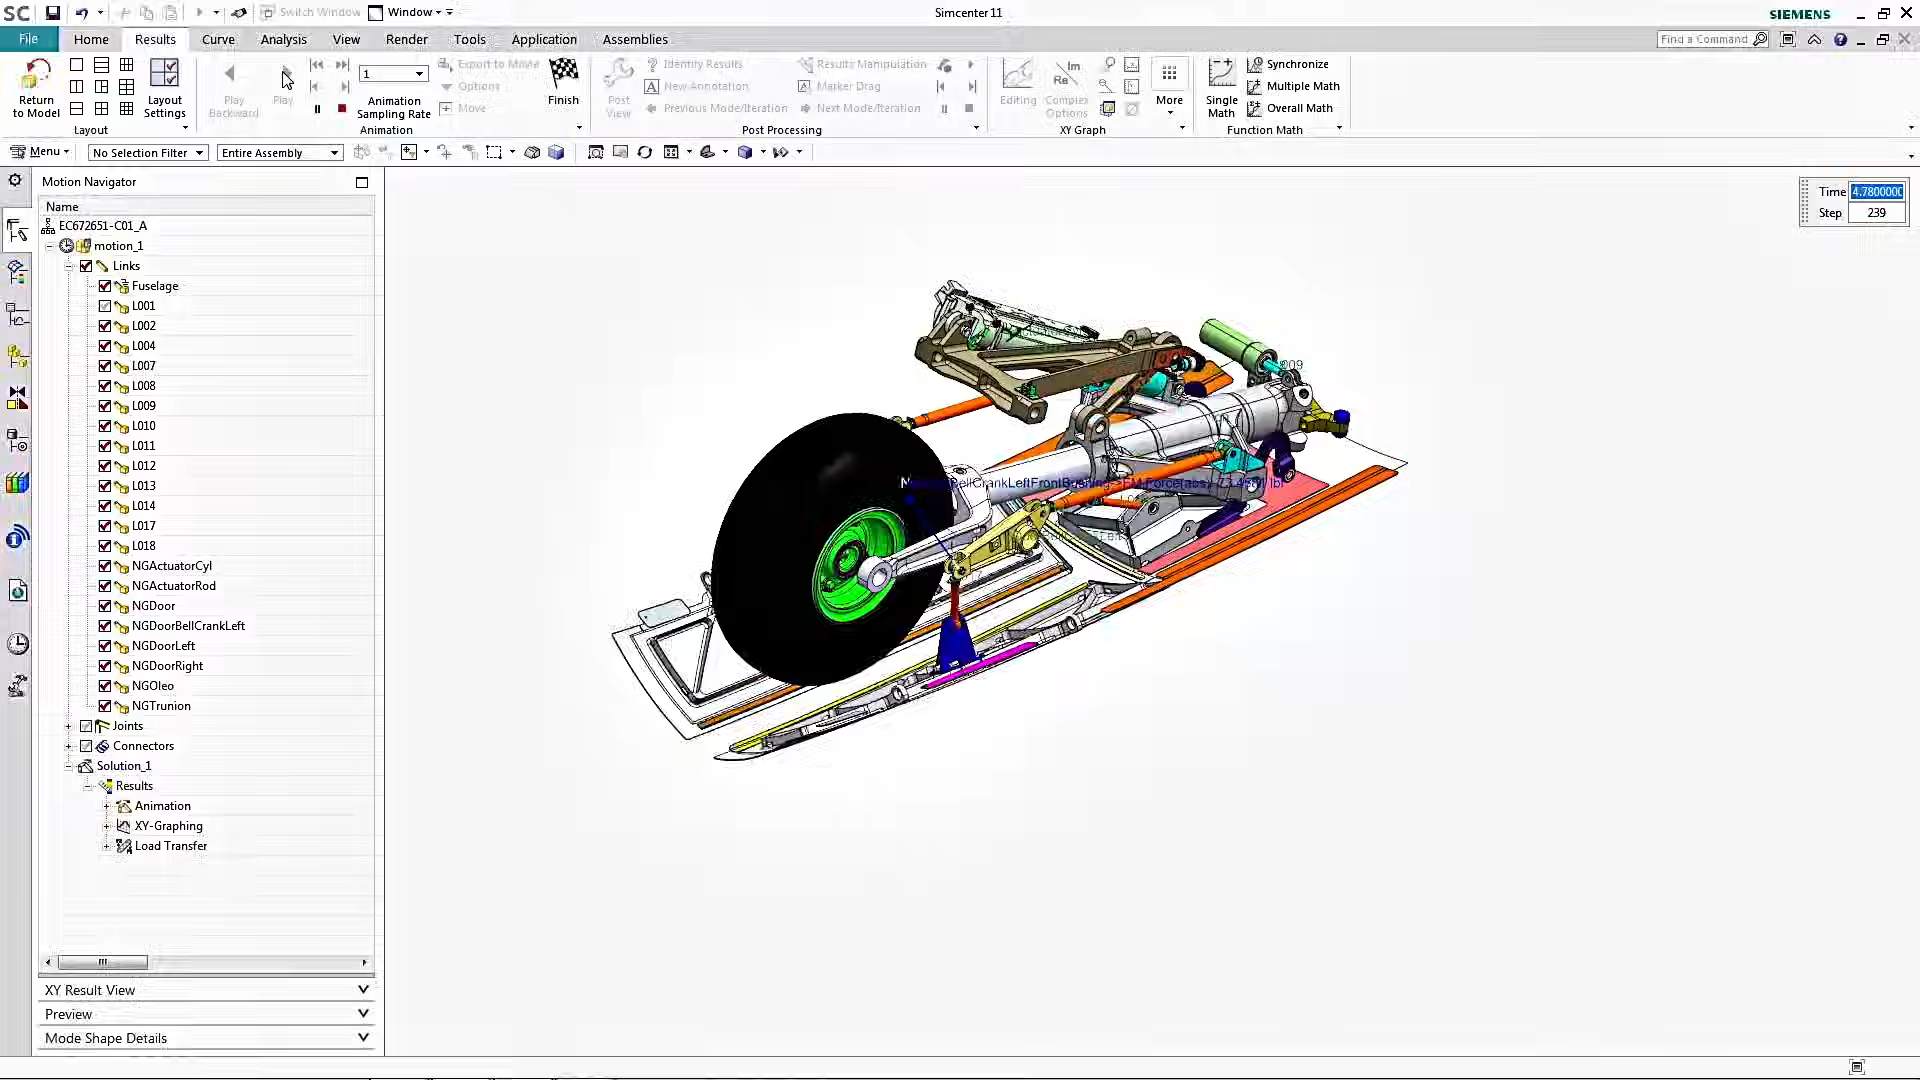 SC Switch Window Window Simcenter 11 SIEMENS
File Home Results Curve Analysis View Render Tools Application Assemblies Find a Command
Return to Model
Layout Settings
Layout
Play Backward
Play
1
Animation Sampling Rate
Export to Movie
Options
Move
Finish
Animation
Post View
Identify Results
New Annotation
Previous Mode/Iteration
Results Manipulation
Marker Drag
Next Mode/Iteration
Post Processing
Editing
Complex Options
More
XY Graph
Single Math
Synchronize
Multiple Math
Overall Math
Function Math
Menu No Selection Filter Entire Assembly
Motion Navigator
Name
EC672651-C01_A
motion_1
Links
Fuselage
L001
L002
L004
L007
L008
L009
L010
L011
L012
L013
L014
L017
L018
NGActuatorCyl
NGActuatorRod
NGDoor
NGDoorBellCrankLeft
NGDoorLeft
NGDoorRight
NGOleo
NGTrunion
Joints
Connectors
Solution_1
Results
Animation
XY-Graphing
Load Transfer
XY Result View
Preview
Mode Shape Details
Time 4.7800000
Step 239